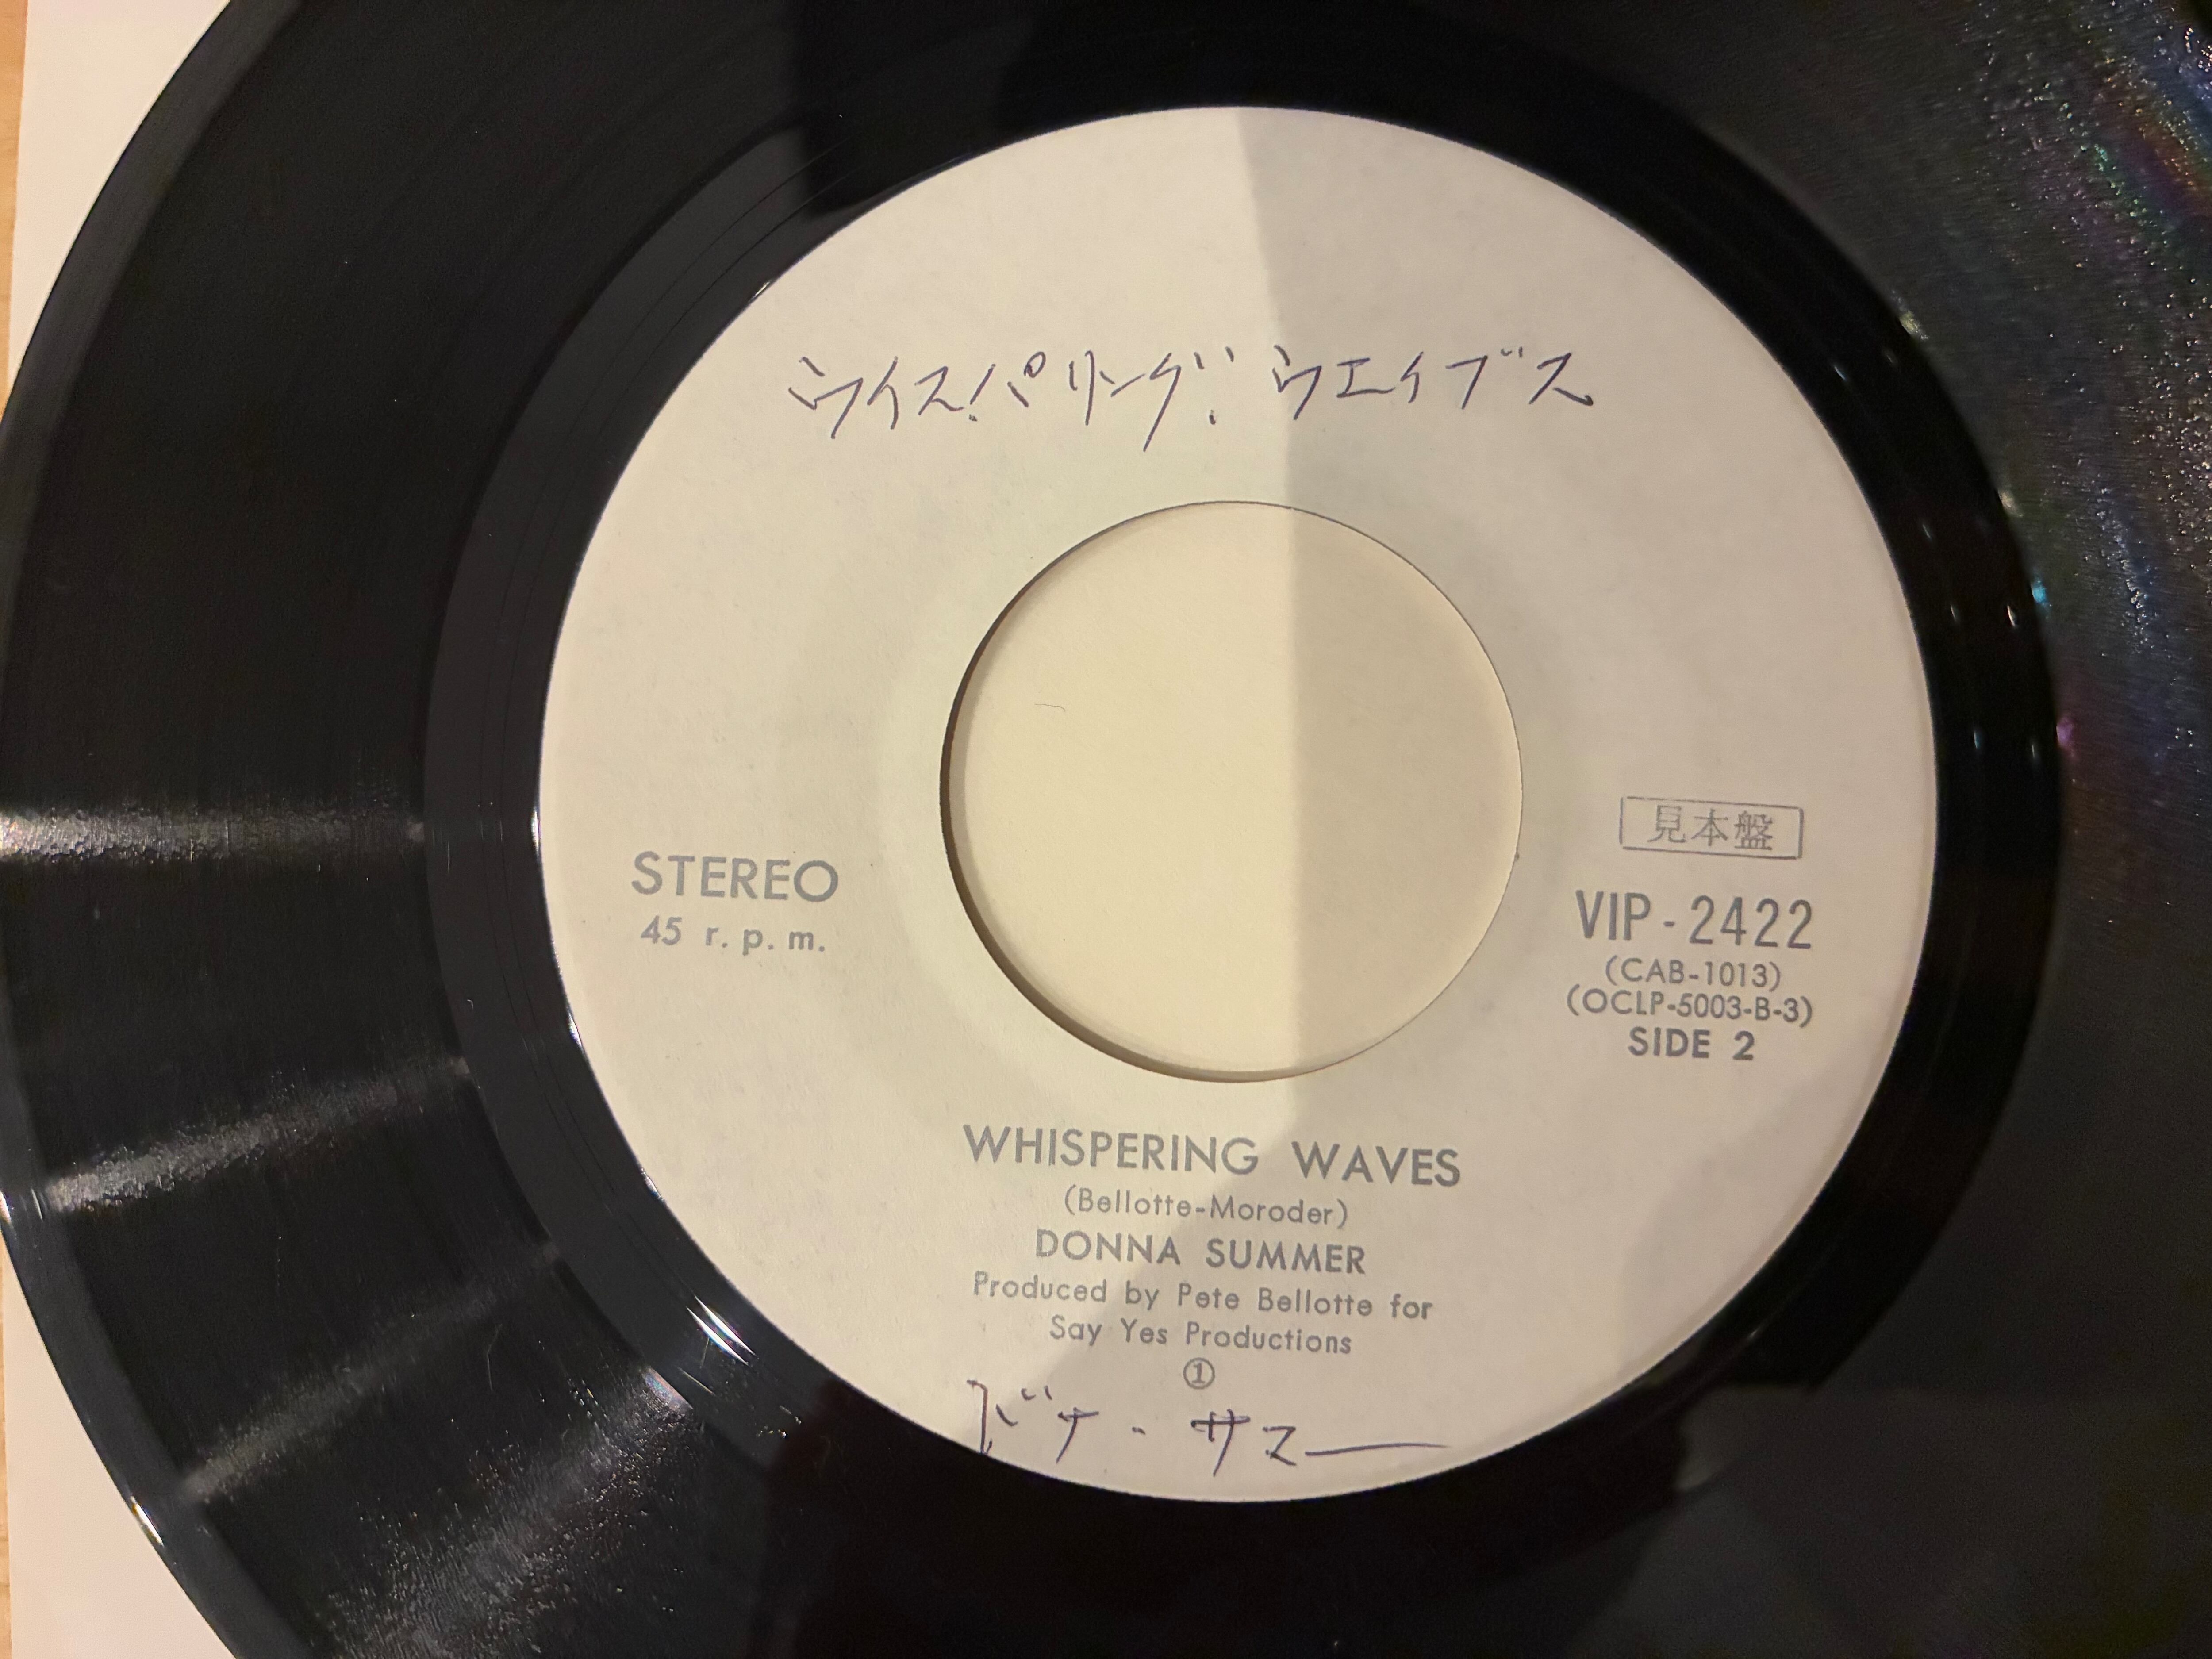 ウイスパリング・ウエイブス
STEREO
45 r.p.m.
見本盤
VIP-2422
(CAB-1013)
(OCLP-5003-B-3)
SIDE 2
WHISPERING WAVES
(Bellotte-Moroder)
DONNA SUMMER
Produced by Pete Bellotte for
Say Yes Productions
①
ドナ・サマー